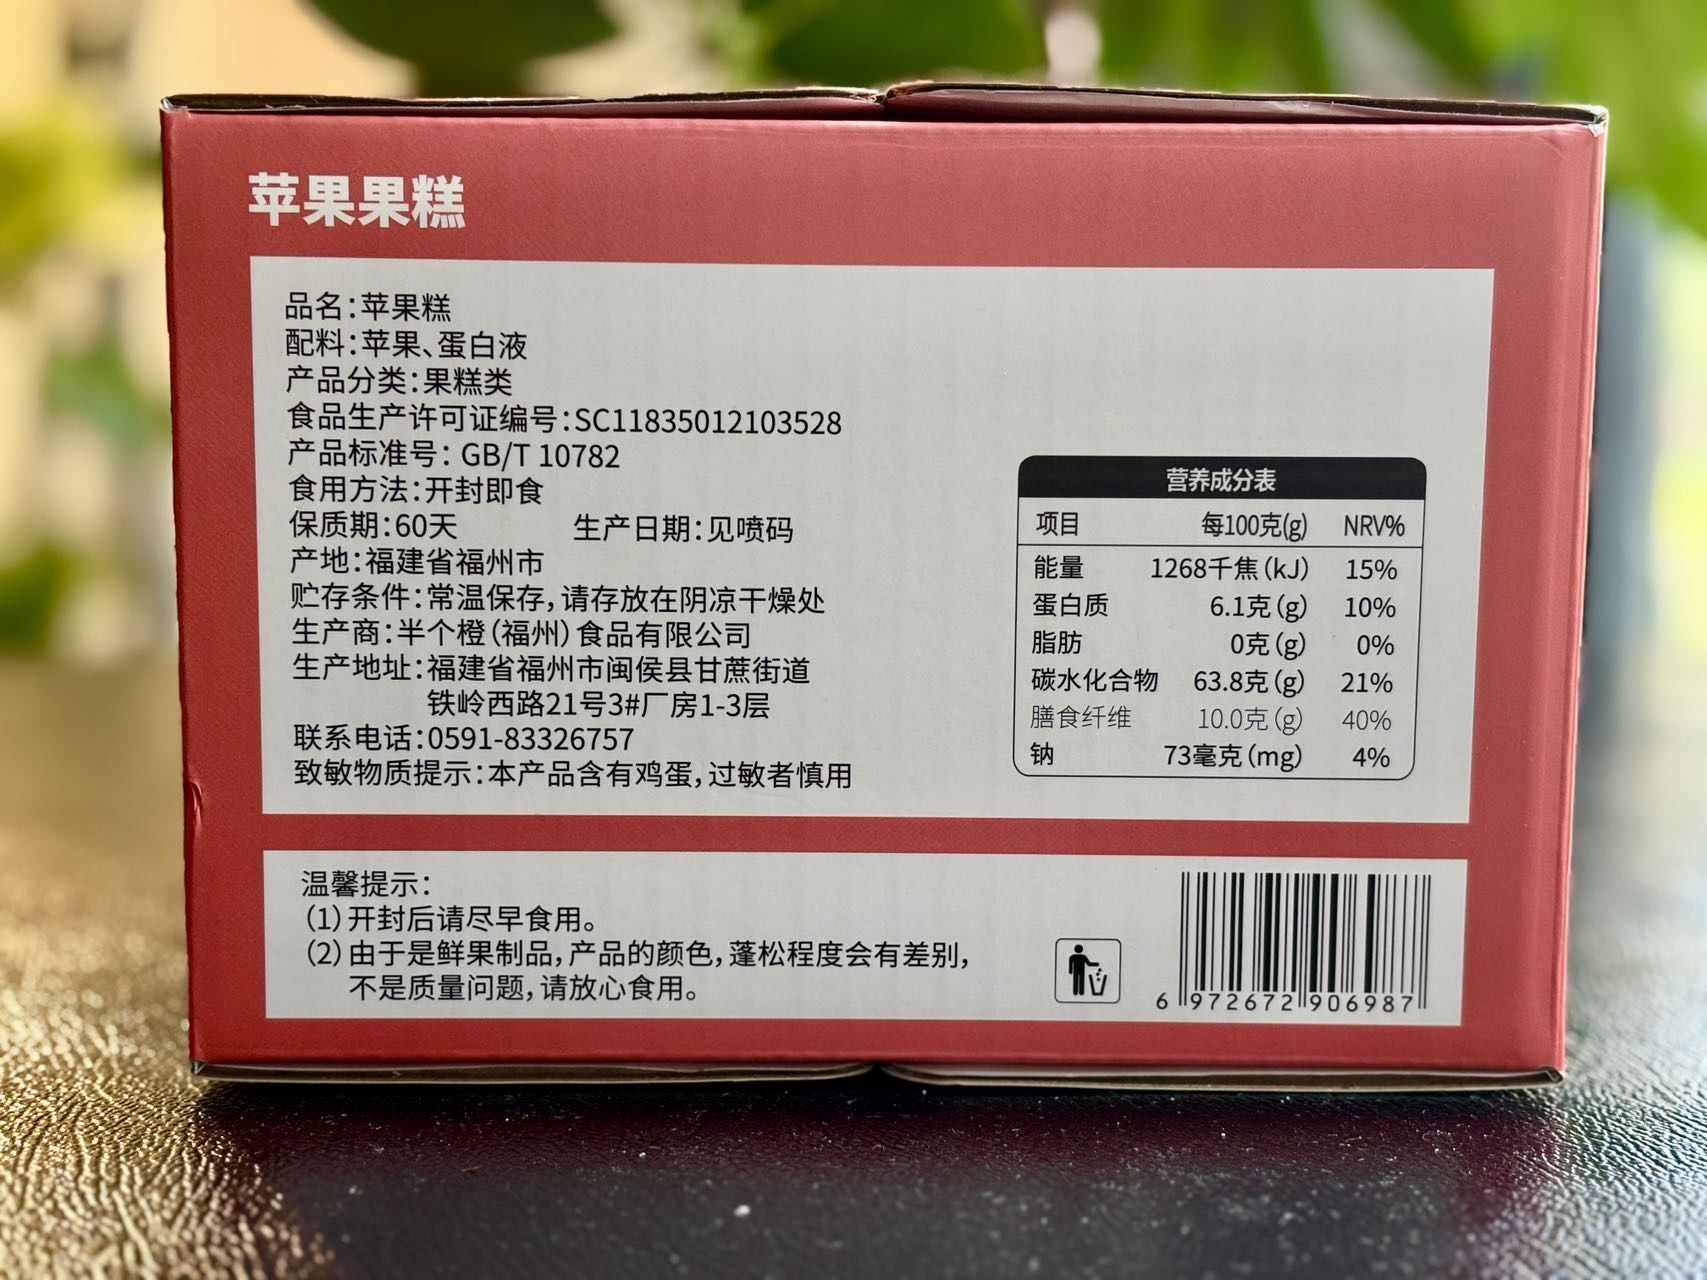 苹果果糕
品名：苹果糕
配料：苹果、蛋白液
产品分类：果糕类
食品生产许可证编号：SC11835012103528
产品标准号：GB/T 10782
食用方法：开封即食
保质期：60天 生产日期：见喷码
产地：福建省福州市
贮存条件：常温保存，请存放在阴凉干燥处
生产商：半个橙（福州）食品有限公司
生产地址：福建省福州市闽侯县甘蔗街道
铁岭西路21号3#厂房1-3层
联系电话：0591-83326757
致敏物质提示：本产品含有鸡蛋，过敏者慎用
营养成分表
项目 每100克(g) NRV%
能量 1268千焦（kJ） 15%
蛋白质 6.1克（g） 10%
脂肪 0克（g） 0%
碳水化合物 63.8克（g） 21%
膳食纤维 10.0克（g） 40%
钠 73毫克（mg） 4%
温馨提示：
（1）开封后请尽早食用。
（2）由于是鲜果制品，产品的颜色，蓬松程度会有差别，
不是质量问题，请放心食用。
6 972672 906987